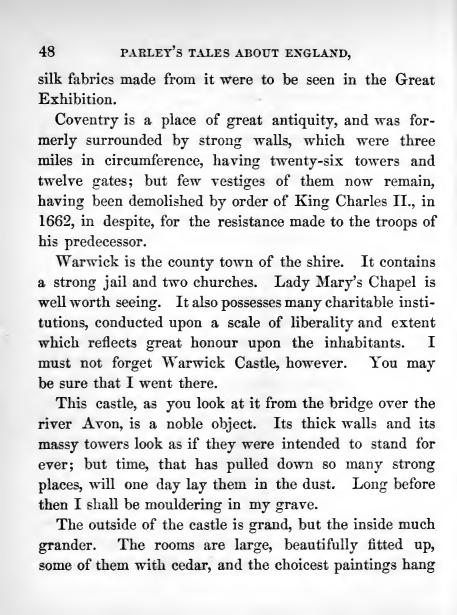 48 PARLEY'S TALES ABOUT ENGLAND,
silk fabrics made from it were to be seen in the Great
Exhibition.
Coventry is a place of great antiquity, and was for-
merly surrounded by strong walls, which were three
miles in circumference, having twenty-six towers and
twelve gates; but few vestiges of them now remain,
having been demolished by order of King Charles II., in
1662, in despite, for the resistance made to the troops of
his predecessor.
Warwick is the county town of the shire. It contains
a strong jail and two churches. Lady Mary's Chapel is
well worth seeing. It also possesses many charitable insti-
tutions, conducted upon a scale of liberality and extent
which reflects great honour upon the inhabitants. I
must not forget Warwick Castle, however. You may
be sure that I went there.
This castle, as you look at it from the bridge over the
river Avon, is a noble object. Its thick walls and its
massy towers look as if they were intended to stand for
ever; but time, that has pulled down so many strong
places, will one day lay them in the dust. Long before
then I shall be mouldering in my grave.
The outside of the castle is grand, but the inside much
grander. The rooms are large, beautifully fitted up,
some of them with cedar, and the choicest paintings hang